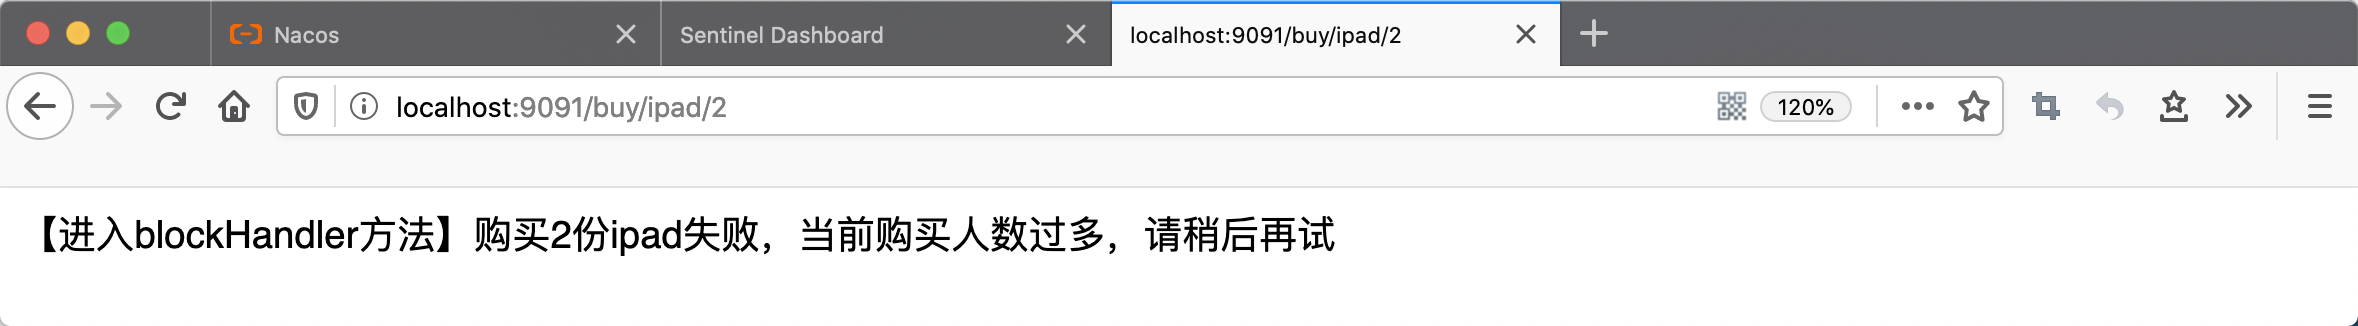 Nacos
Sentinel Dashboard
localhost:9091/buy/ipad/2
localhost:9091/buy/ipad/2
120%
【进入blockHandler方法】购买2份ipad失败，当前购买人数过多，请稍后再试